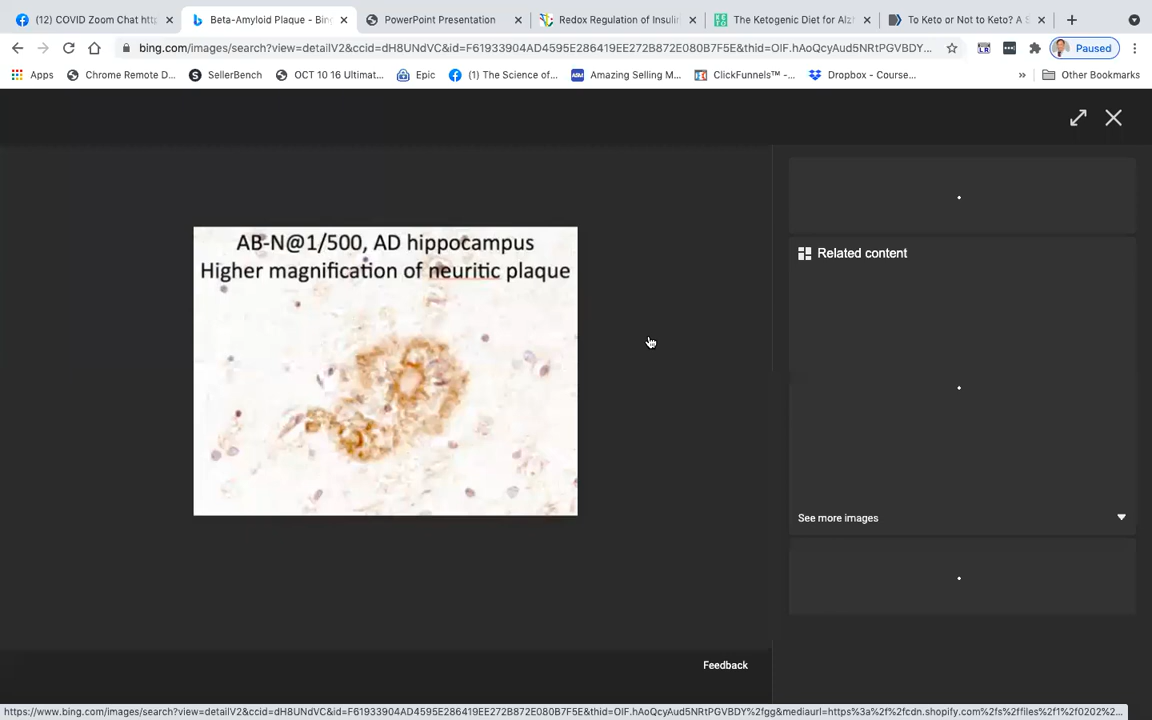 (12) COVID Zoom Chat htt
Beta-Amyloid Plaque - Bin
PowerPoint Presentation
Redox Regulation of Insulin
The Ketogenic Diet for Alz
To Keto or Not to Keto? A S
bing.com/images/search?view=detailV2&ccid=dH8UNdVC&id=F61933904AD4595E286419EE272B872E080B7F5E&thid=OIF.hAoQcyAud5NRtPGVBDY...
Paused
Apps
Chrome Remote D...
SellerBench
OCT 10 16 Ultimat...
Epic
(1) The Science of...
Amazing Selling M...
ClickFunnels™ -...
Dropbox - Course...
»
Other Bookmarks
AB-N@1/500, AD hippocampus
Higher magnification of neuritic plaque
Related content
See more images
Feedback
https://www.bing.com/images/search?view=detailV2&ccid=dH8UNdVC&id=F61933904AD4595E286419EE272B872E080B7F5E&thid=OIF.hAoQcyAud5NRtPGVBDY%2fgg&mediaurl=https%3a%2f%2fcdn.shopify.com%2fs%2ffiles%2f1%2f0202%2...